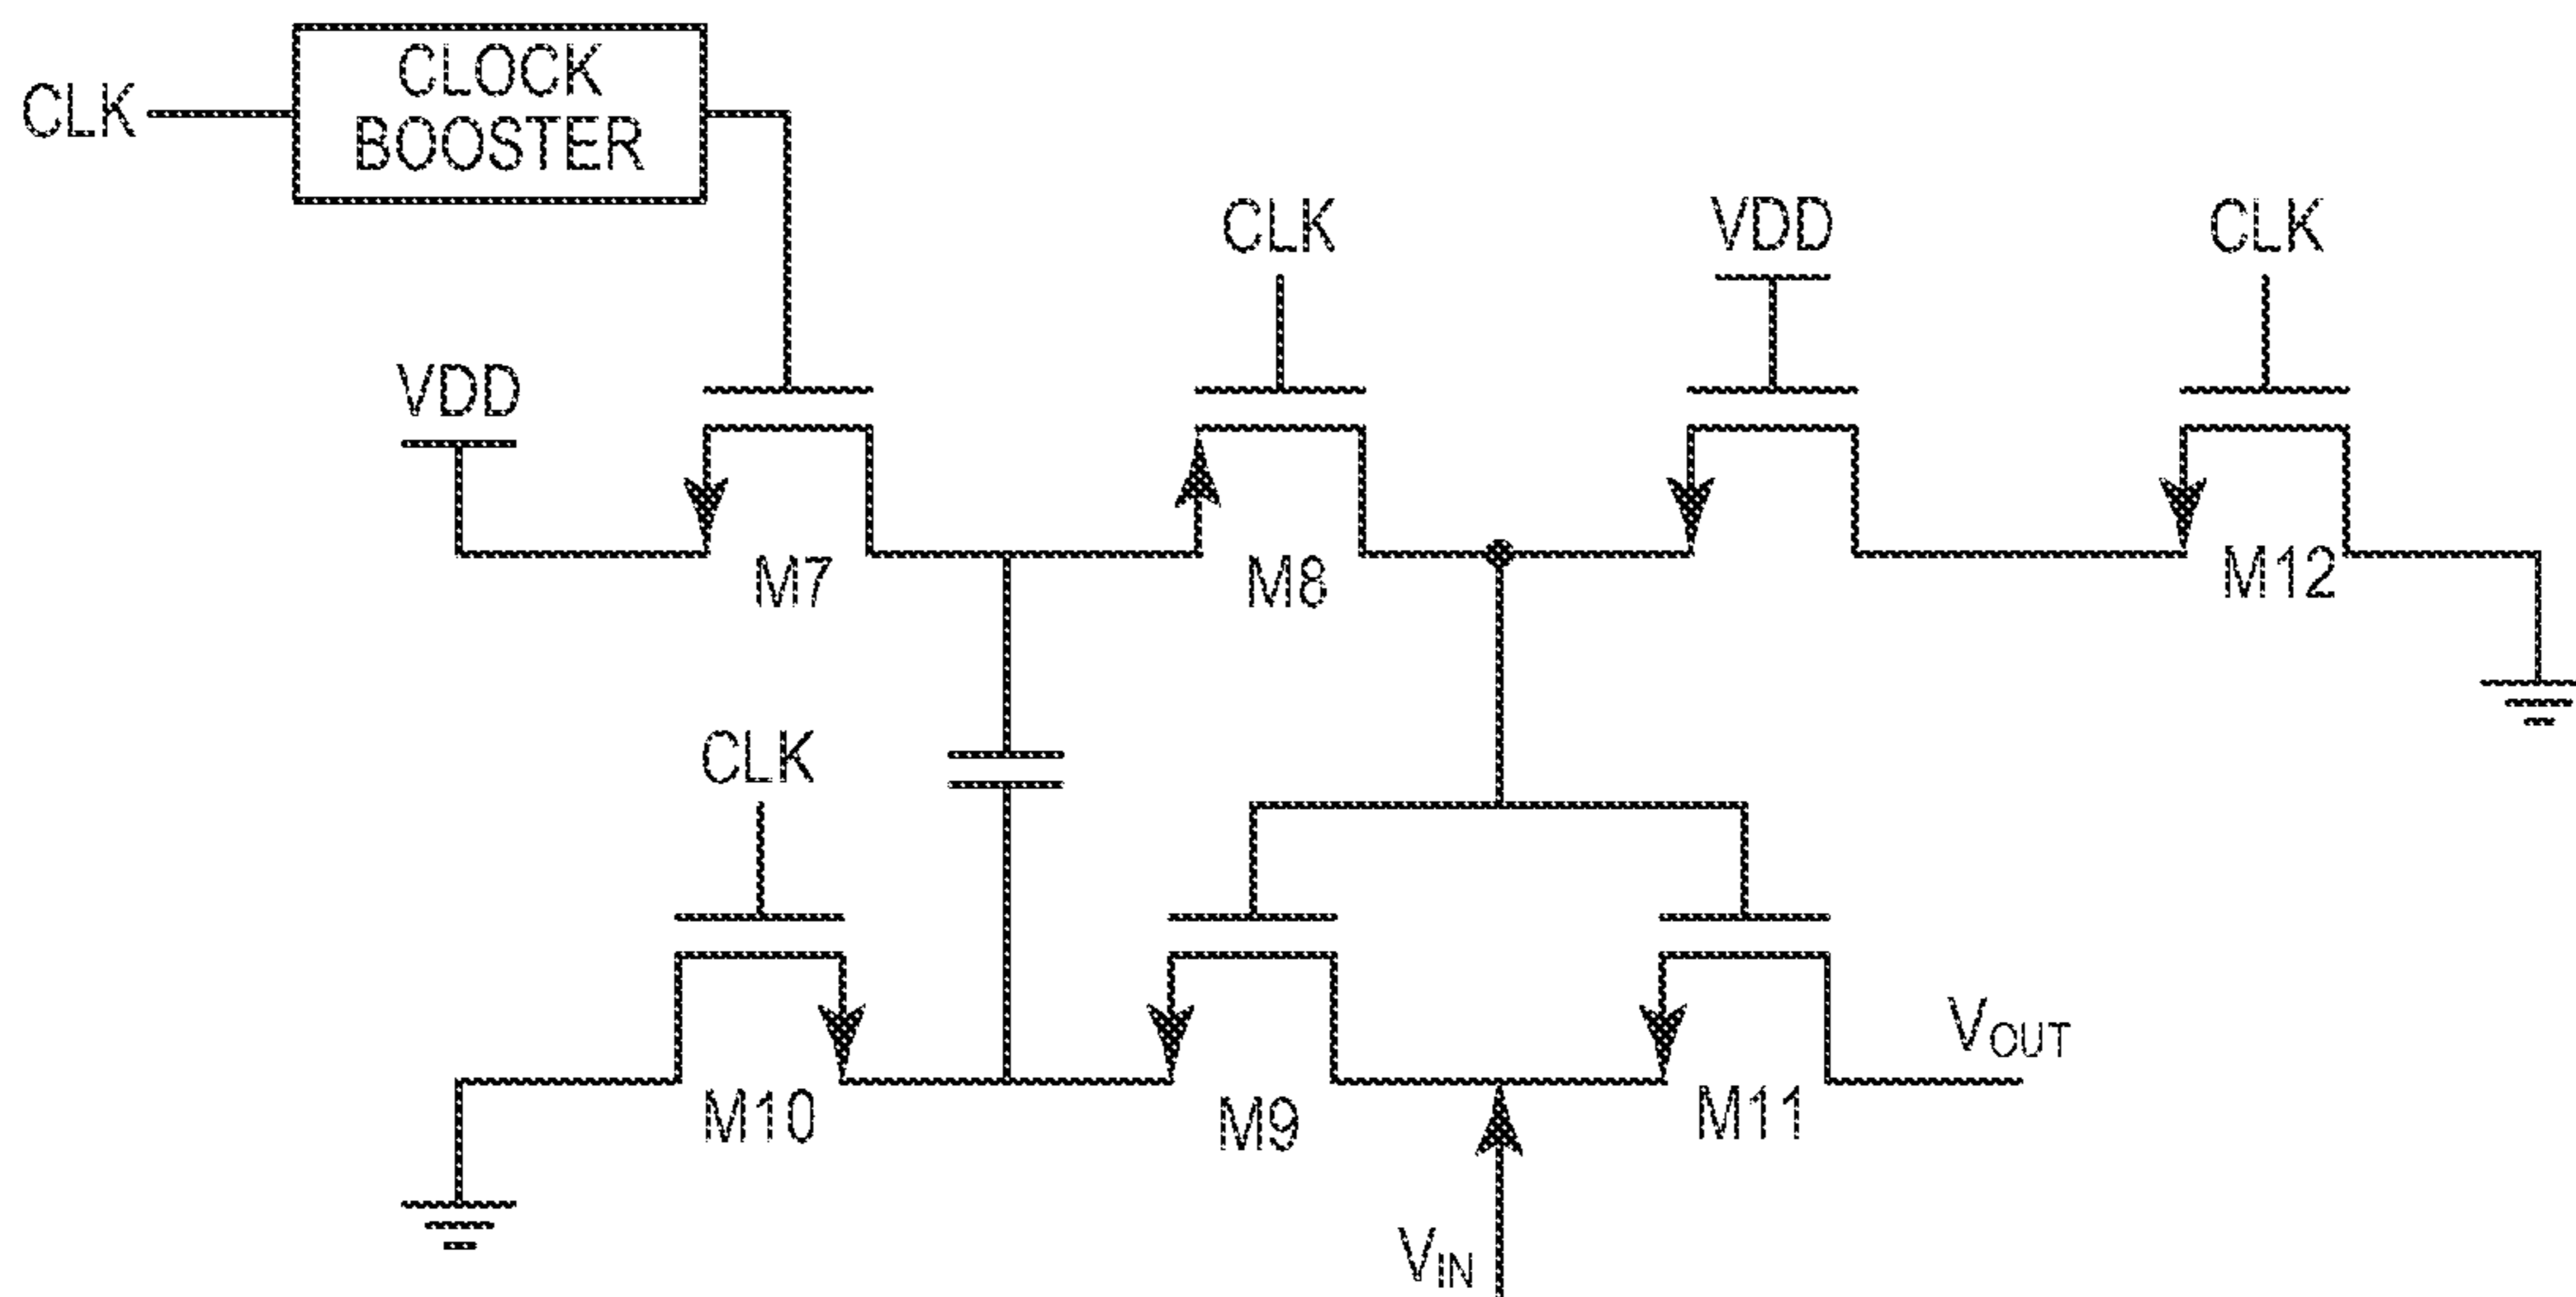 CLK
CLOCK
BOOSTER
CLK
VDD
CLK
VDD
M7
M8
M12
CLK
M10
M9
M11
VOUT
VIN